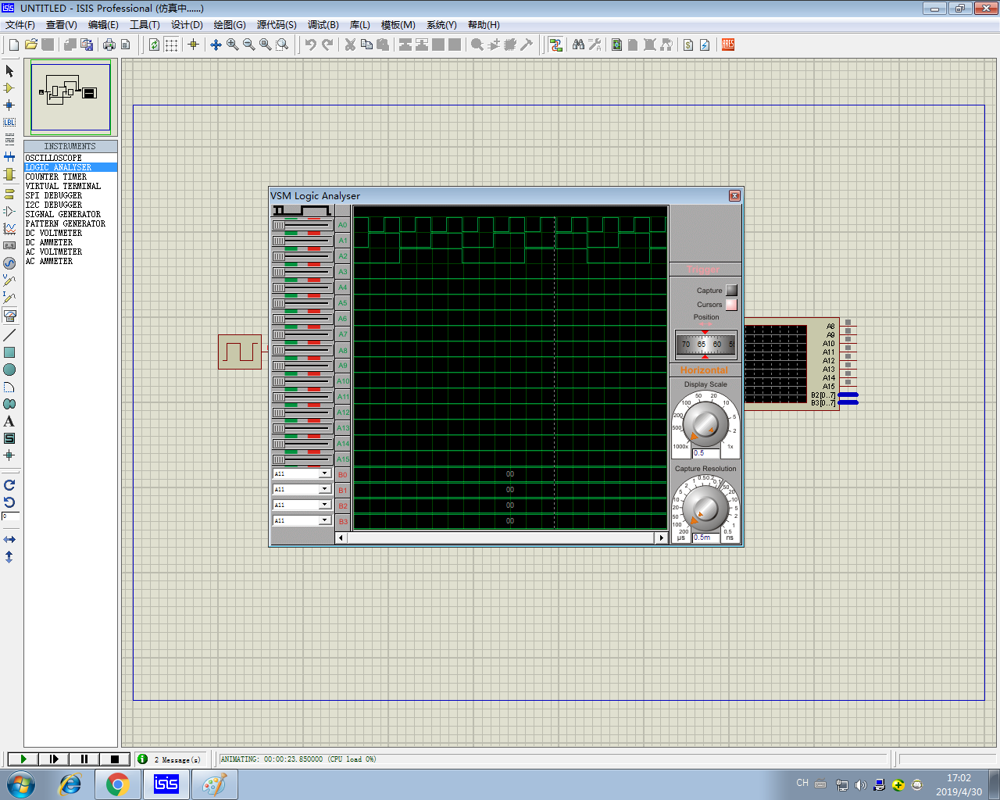 UNTITLED - ISIS Professional (仿真中......)
文件(F) 查看(V) 编辑(E) 工具(T) 设计(D) 绘图(G) 源代码(S) 调试(B) 库(L) 模板(M) 系统(Y) 帮助(H)
ARES
LBL
INSTRUMENTS
OSCILLOSCOPE
LOGIC ANALYSER
COUNTER TIMER
VIRTUAL TERMINAL
SPI DEBUGGER
I2C DEBUGGER
SIGNAL GENERATOR
PATTERN GENERATOR
DC VOLTMETER
DC AMMETER
AC VOLTMETER
AC AMMETER
A
S
0
VSM Logic Analyser
A0
A1
A2
A3
A4
A5
A6
A7
A8
A9
A10
A11
A12
A13
A14
A15
All B0 00
All B1 00
All B2 00
All B3 00
Trigger
Capture
Cursors
Position
70 65 60
Horizontal
Display Scale
50 20
100 10
200 5
500 2
1000x 1x
0.5
Capture Resolution
1 0.5 0.2
2 0.1
5 50
10 20
20 10
50 5
100 2
200 1
µs 0.5
0.5m ns
A8
A9
A10
A11
A12
A13
A14
A15
B2[0..7]
B3[0..7]
2 Message(s)
ANIMATING: 00:00:23.850000 (CPU load 0%)
isis
CH
17:02
2019/4/30